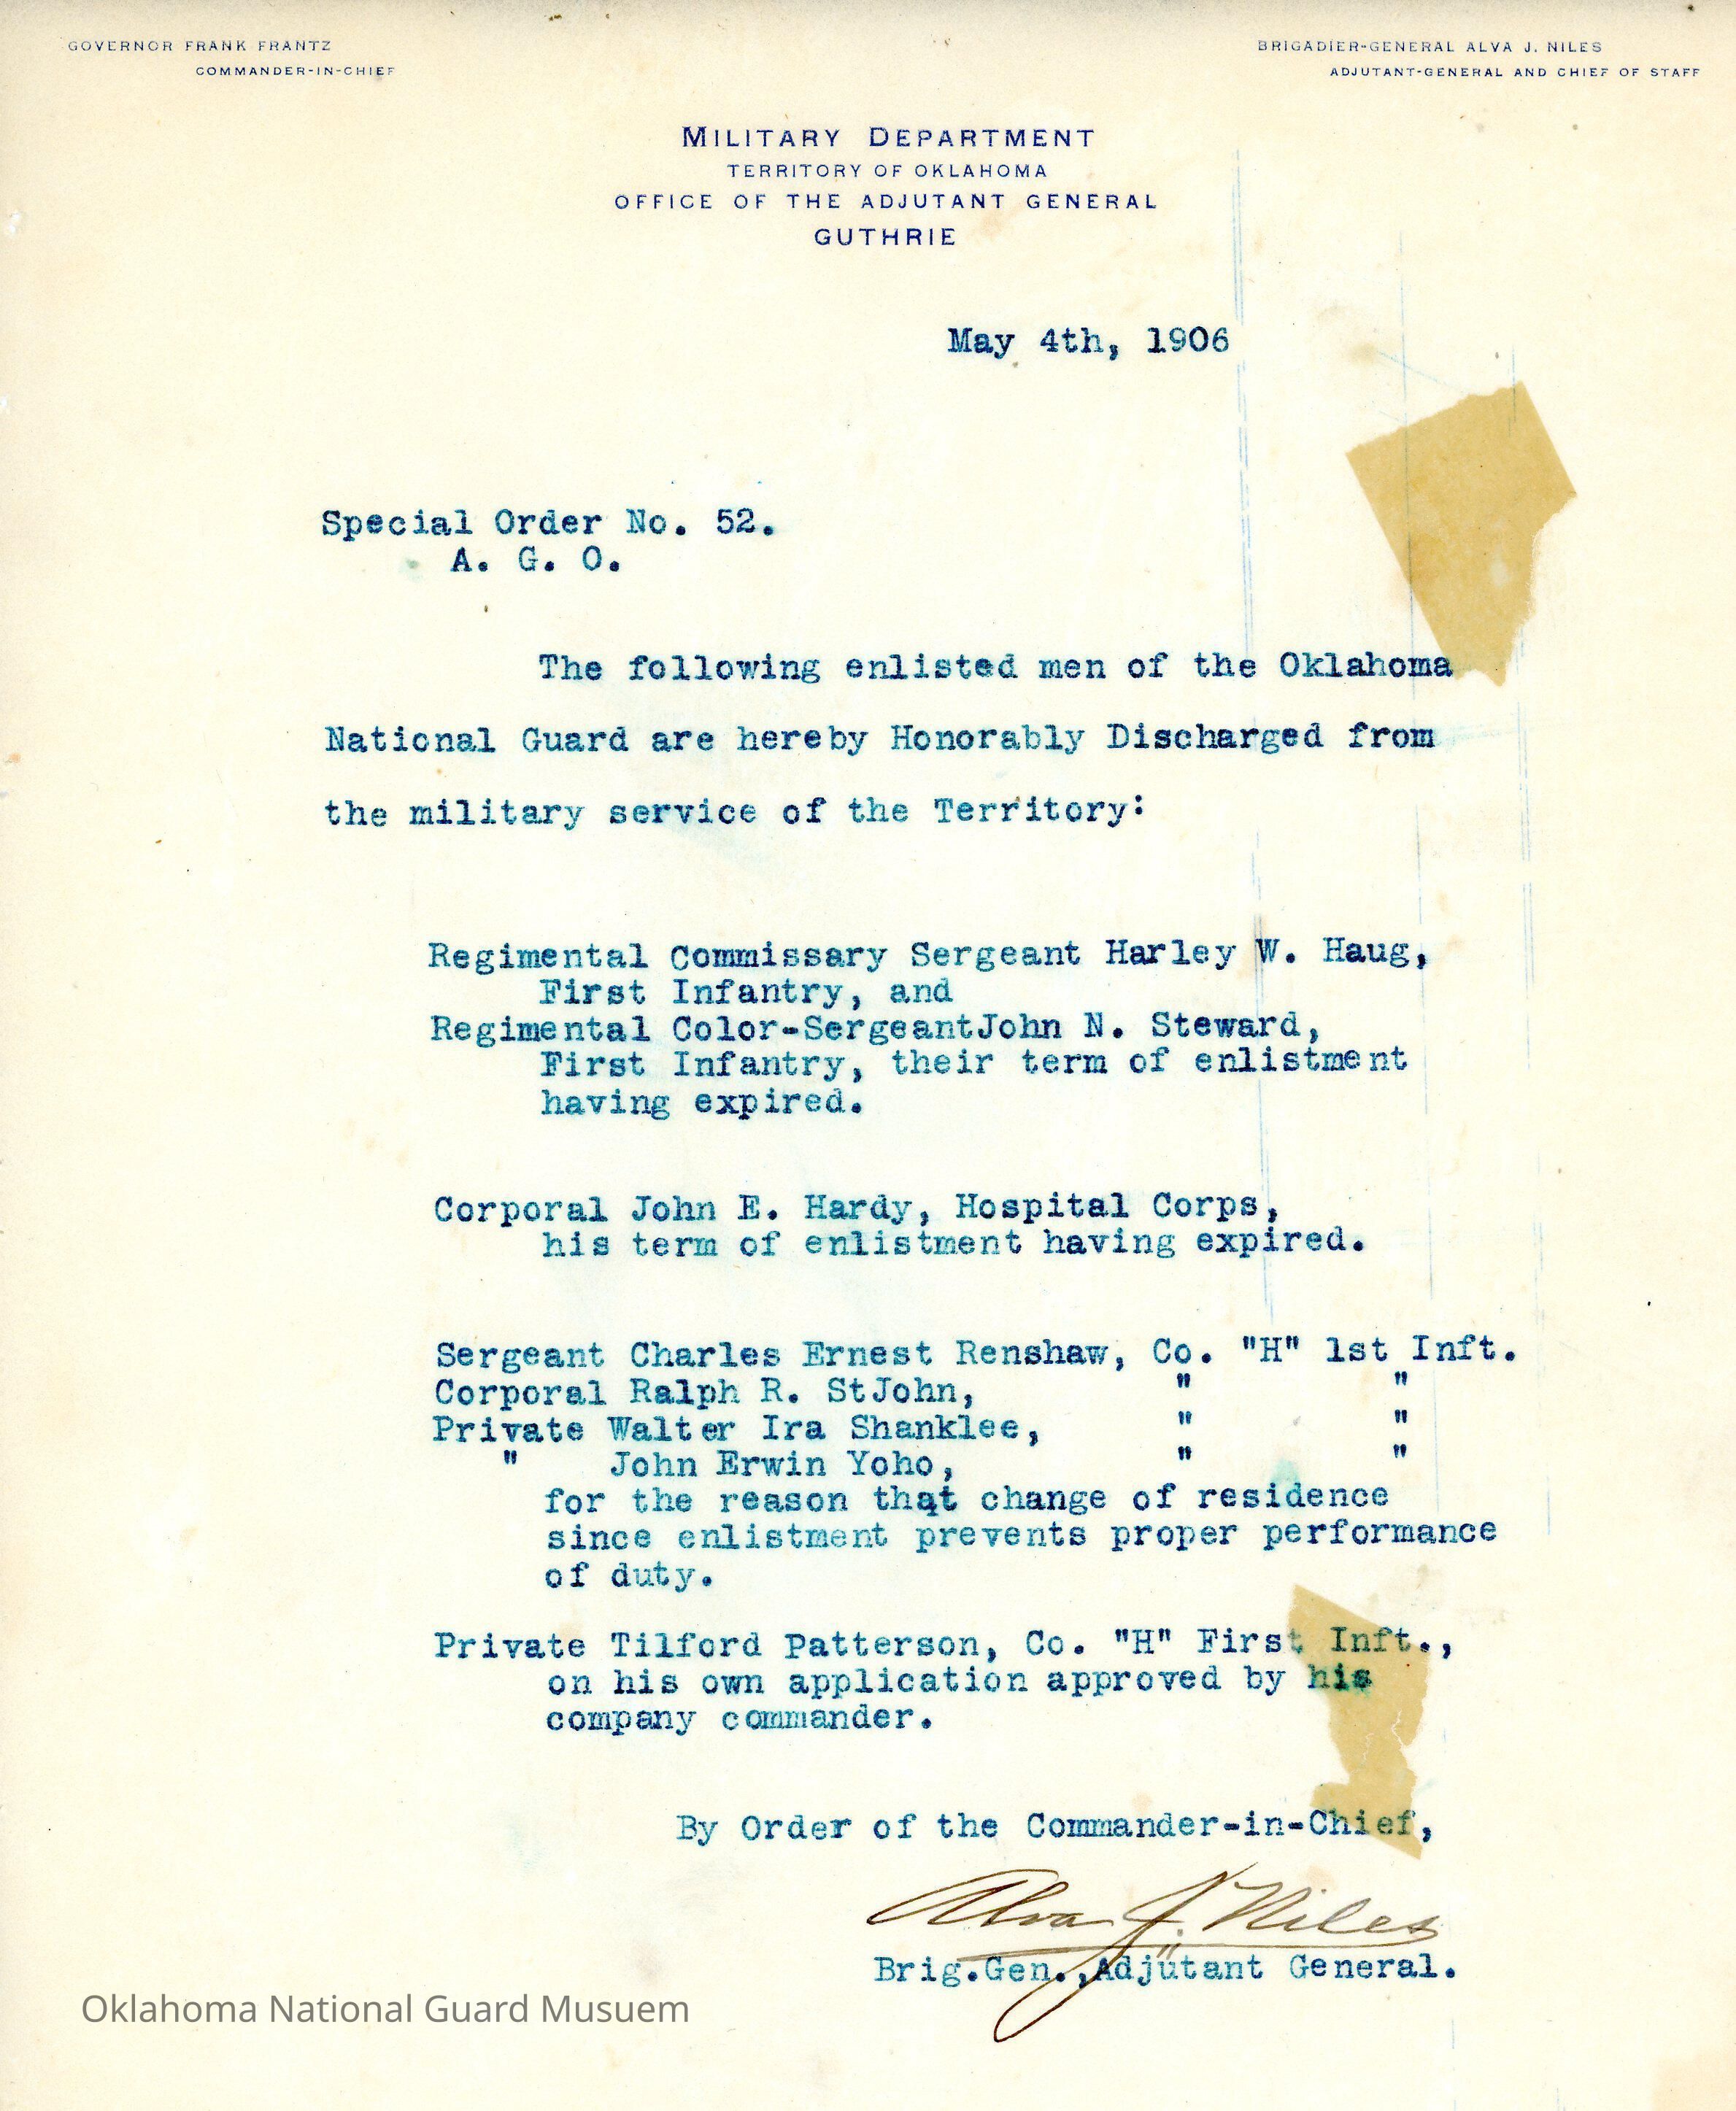 GOVERNOR FRANK FRANTZ
COMMANDER-IN-CHIEF
BRIGADIER-GENERAL ALVA J. NILES
ADJUTANT-GENERAL AND CHIEF OF STAFF
MILITARY DEPARTMENT
TERRITORY OF OKLAHOMA
OFFICE OF THE ADJUTANT GENERAL
GUTHRIE
May 4th, 1906
Special Order No. 52.
A. G. O.
The following enlisted men of the Oklahoma
National Guard are hereby Honorably Discharged from
the military service of the Territory:
Regimental Commissary Sergeant Harley W. Haug,
First Infantry, and
Regimental Color-SergeantJohn N. Steward,
First Infantry, their term of enlistment
having expired.
Corporal John E. Hardy, Hospital Corps,
his term of enlistment having expired.
Sergeant Charles Ernest Renshaw, Co. "H" 1st Inft.
Corporal Ralph R. StJohn, " "
Private Walter Ira Shanklee, " "
" John Erwin Yoho, " "
for the reason that change of residence
since enlistment prevents proper performance
of duty.
Private Tilford Patterson, Co. "H" First Inft.,
on his own application approved by his
company commander.
By Order of the Commander-in-Chief,
Alva J. Niles
Brig.Gen.,Adjutant General.
Oklahoma National Guard Musuem